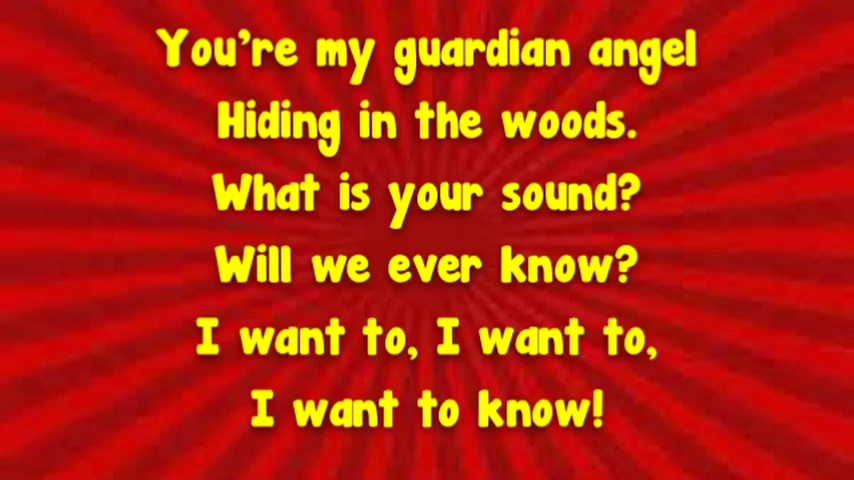 You're my guardian angel
Hiding in the woods.
What is your sound?
Will we ever know?
I want to, I want to,
I want to know!